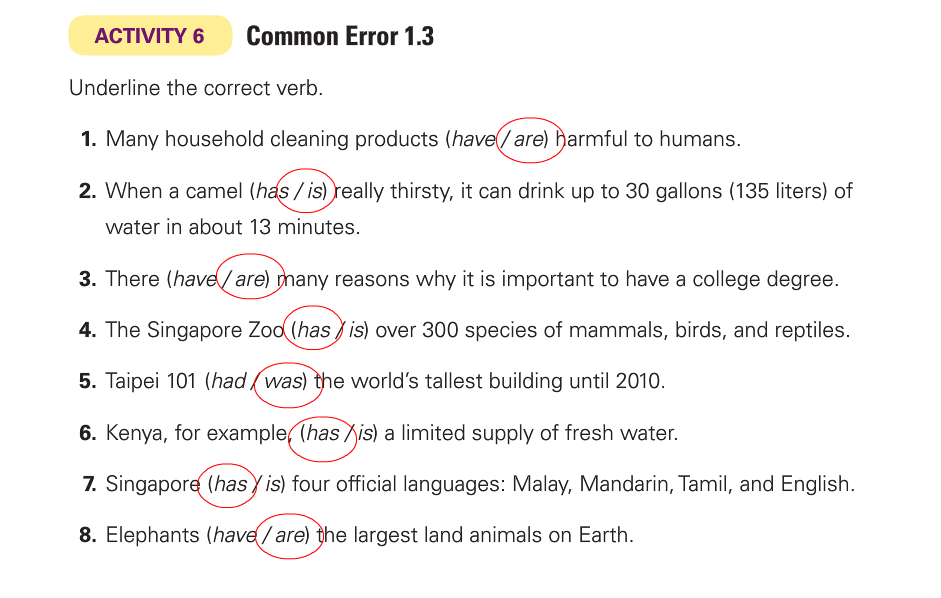 ACTIVITY 6 Common Error 1.3
Underline the correct verb.
1. Many household cleaning products (have / are) harmful to humans.
2. When a camel (has / is) really thirsty, it can drink up to 30 gallons (135 liters) of
water in about 13 minutes.
3. There (have / are) many reasons why it is important to have a college degree.
4. The Singapore Zoo (has / is) over 300 species of mammals, birds, and reptiles.
5. Taipei 101 (had / was) the world's tallest building until 2010.
6. Kenya, for example, (has / is) a limited supply of fresh water.
7. Singapore (has / is) four official languages: Malay, Mandarin, Tamil, and English.
8. Elephants (have / are) the largest land animals on Earth.